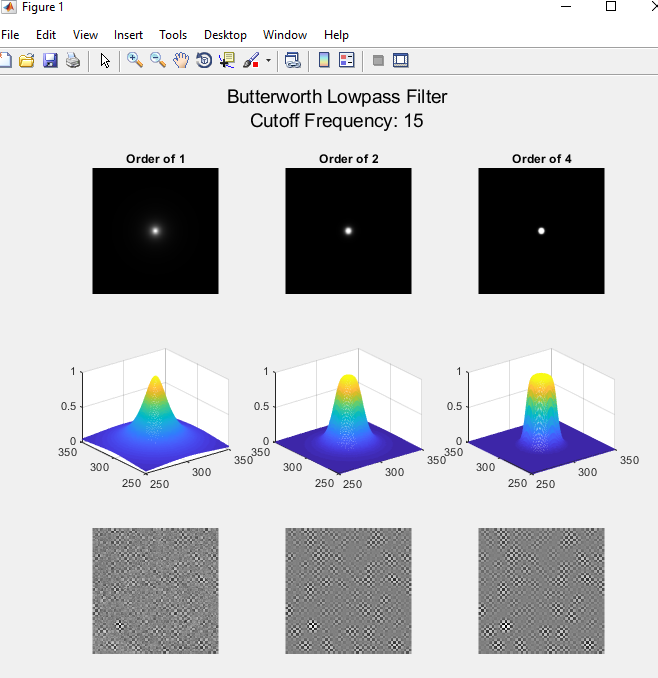 Figure 1
File Edit View Insert Tools Desktop Window Help
Butterworth Lowpass Filter
Cutoff Frequency: 15
Order of 1 Order of 2 Order of 4
1 1 1
0.5 0.5 0.5
0 0 0
350 350 350 350 350 350
300 300 300 300 300 300
250 250 250 250 250 250